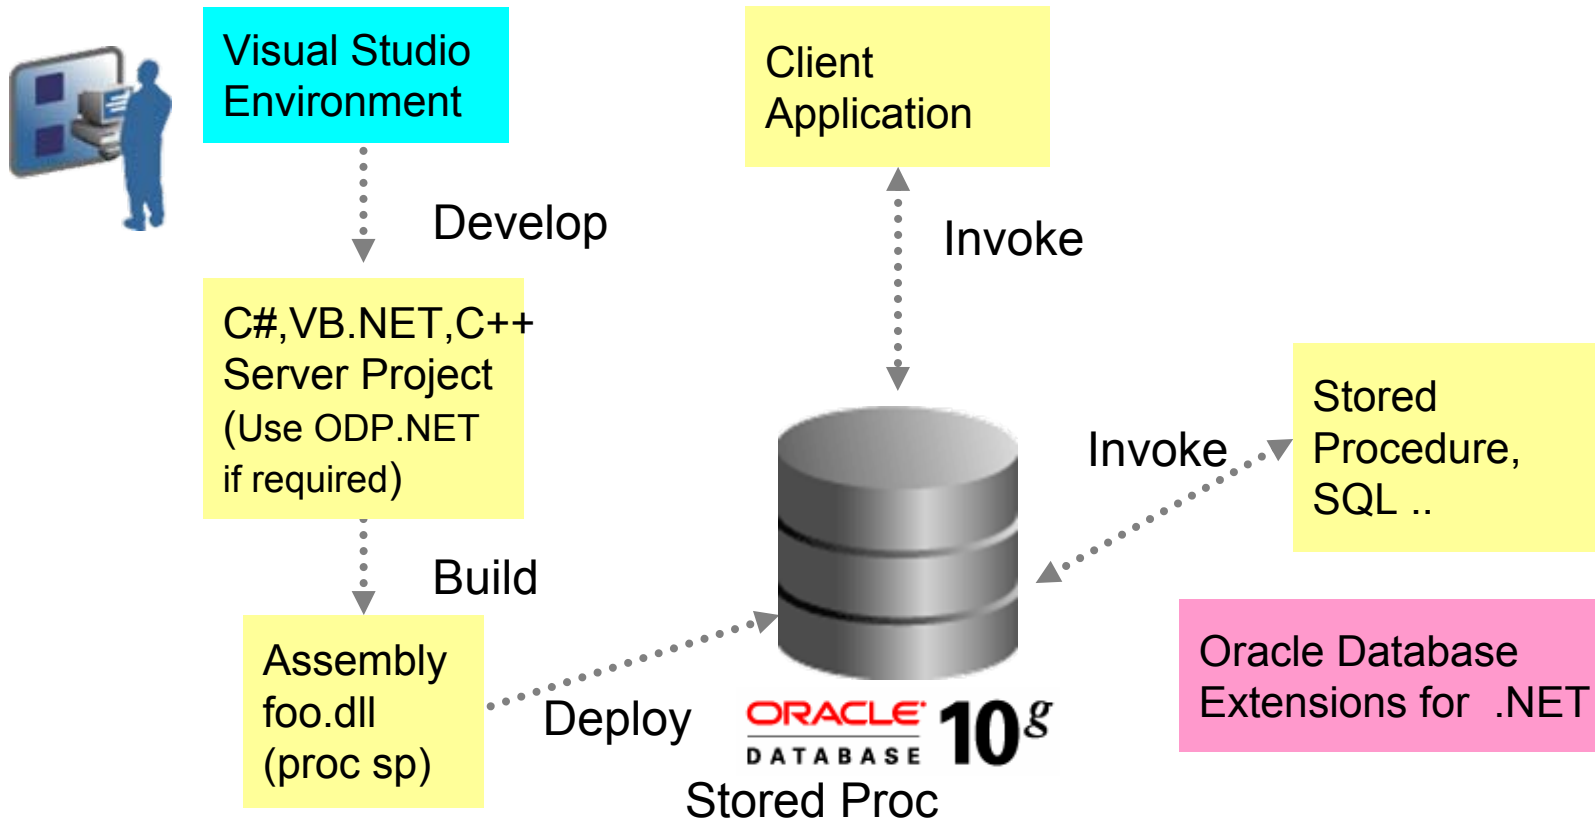 Visual Studio
Environment
Develop
C#,VB.NET,C++
Server Project
(Use ODP.NET
if required)
Build
Assembly
foo.dll
(proc sp)
Deploy
Client
Application
Invoke
Invoke
Stored
Procedure,
SQL ..
ORACLE
DATABASE 10g
Stored Proc
Oracle Database
Extensions for .NET